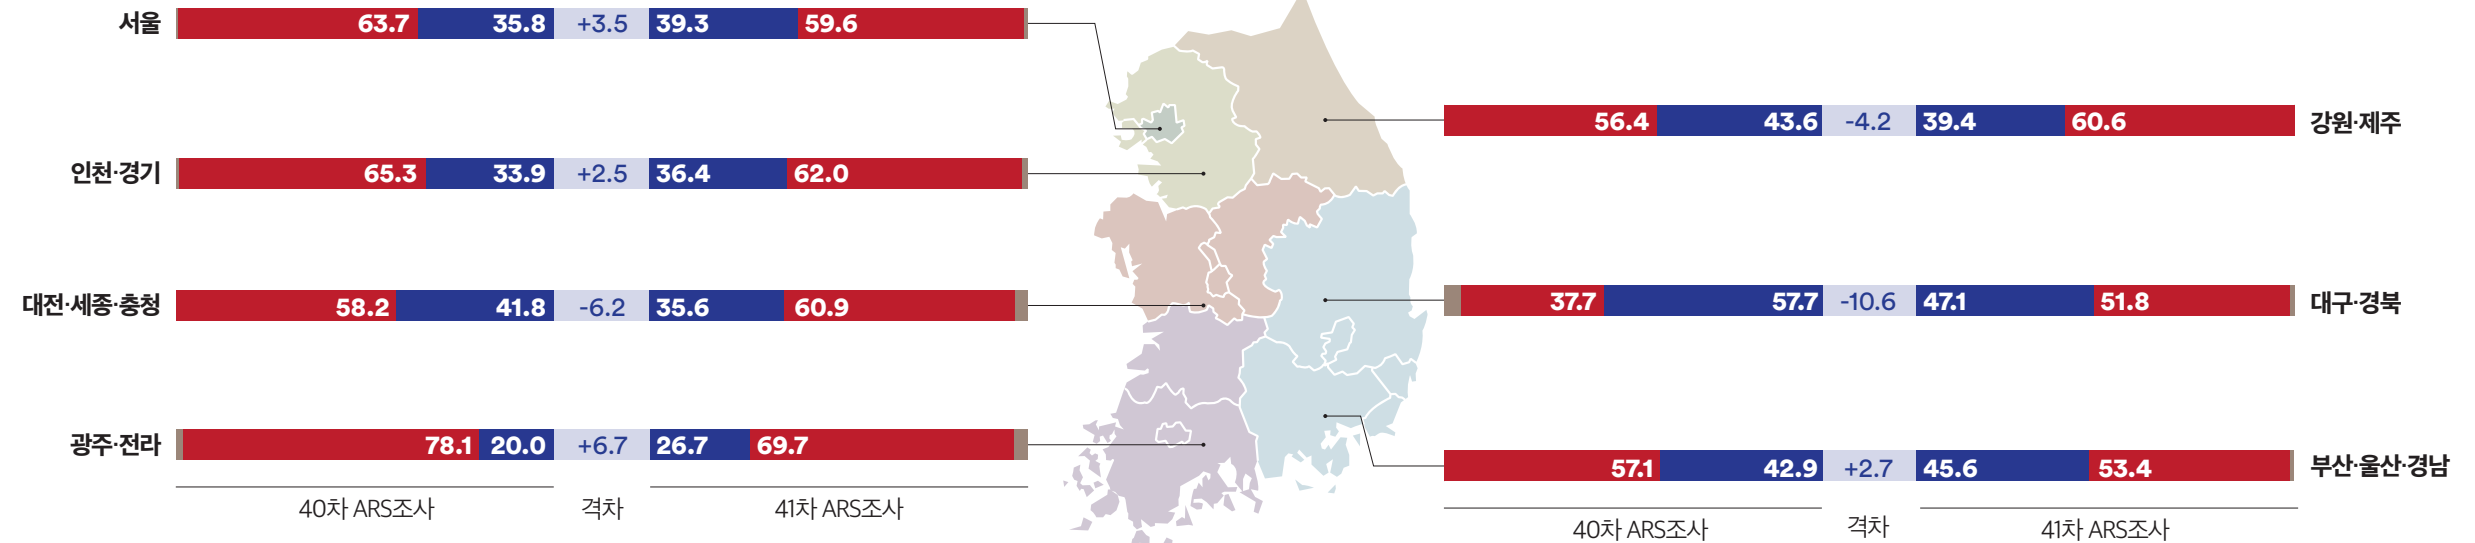 서울 63.7 35.8 +3.5 39.3 59.6
인천·경기 65.3 33.9 +2.5 36.4 62.0
대전·세종·충청 58.2 41.8 -6.2 35.6 60.9
광주·전라 78.1 20.0 +6.7 26.7 69.7
40차 ARS조사 격차 41차 ARS조사
56.4 43.6 -4.2 39.4 60.6 강원·제주
37.7 57.7 -10.6 47.1 51.8 대구·경북
57.1 42.9 +2.7 45.6 53.4 부산·울산·경남
40차 ARS조사 격차 41차 ARS조사